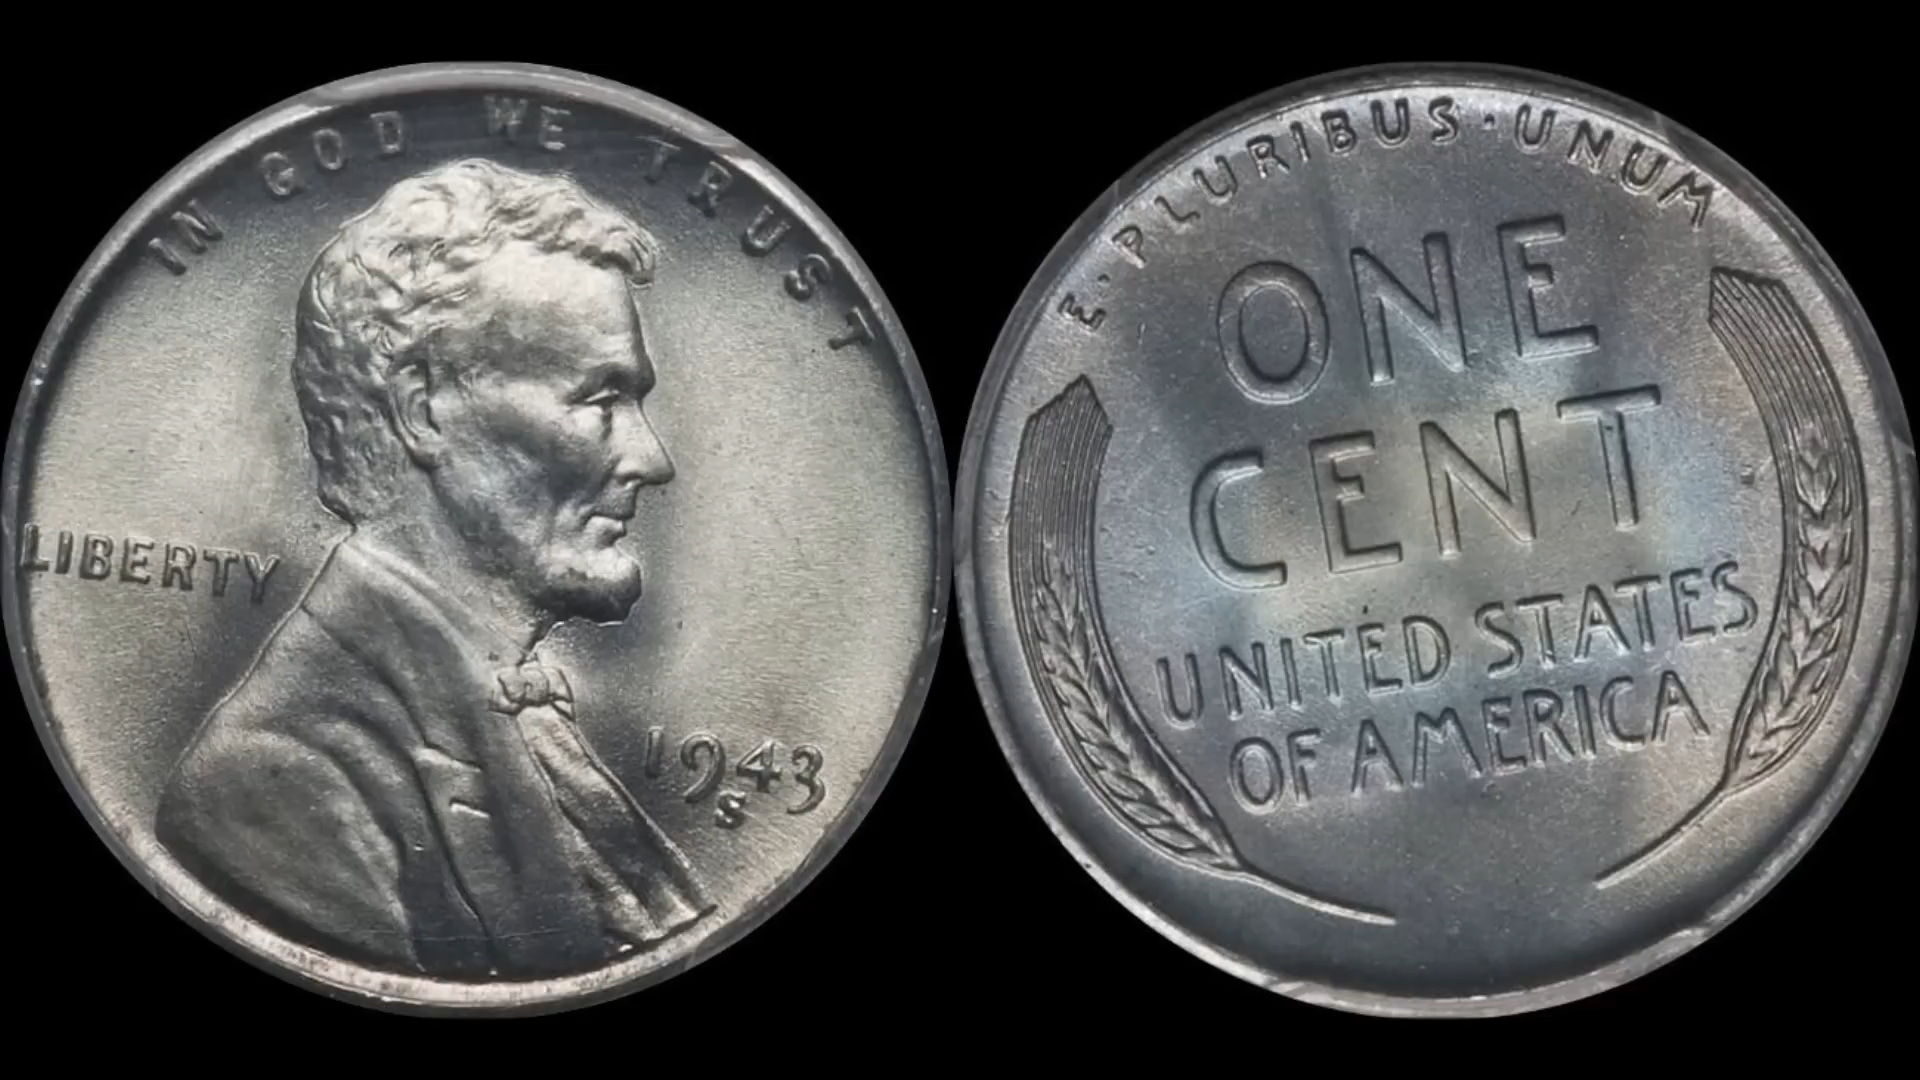 IN GOD WE TRUST
LIBERTY
1943
S
E·PLURIBUS·UNUM
ONE
CENT
UNITED STATES
OF AMERICA